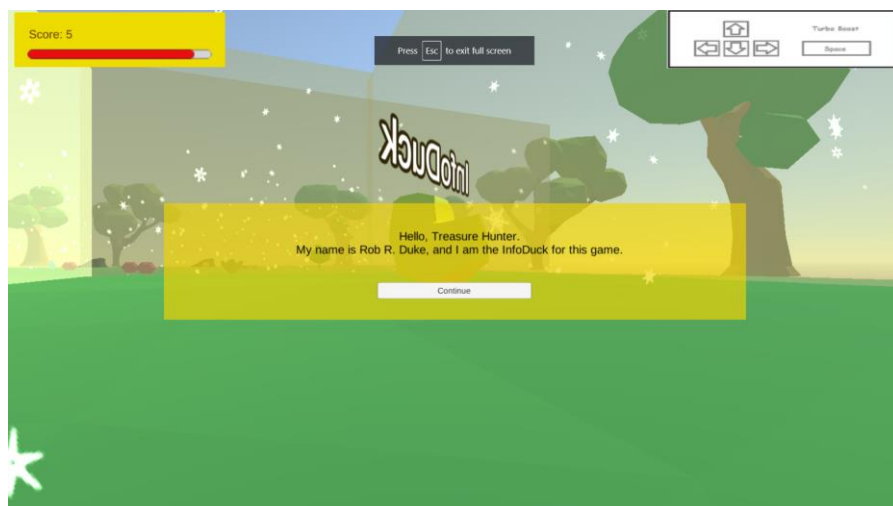 Score: 5
Press Esc to exit full screen
Turbo Boost
Space
InfoDuck
Hello, Treasure Hunter.
My name is Rob R. Duke, and I am the InfoDuck for this game.
Continue